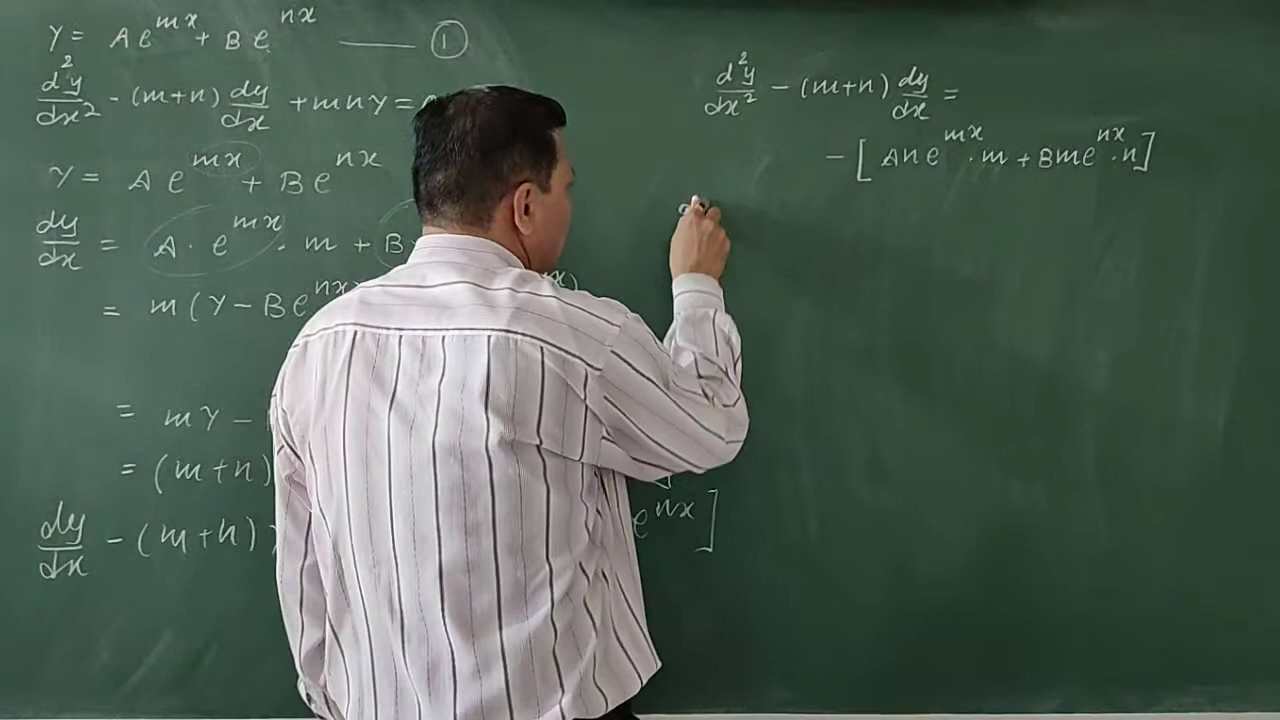 y = Ae^{mx} + Be^{nx} —— ①
d²y/dx² - (m+n) dy/dx + mny =
y = Ae^{mx} + Be^{nx}
dy/dx = A · e^{mx} · m + B
= m(y - Be^{nx}
= my -
= (m+n)
dy/dx - (m+n)
e^{nx}]
d²y/dx² - (m+n) dy/dx =
- [Ane^{mx} · m + Bme^{nx} · n]